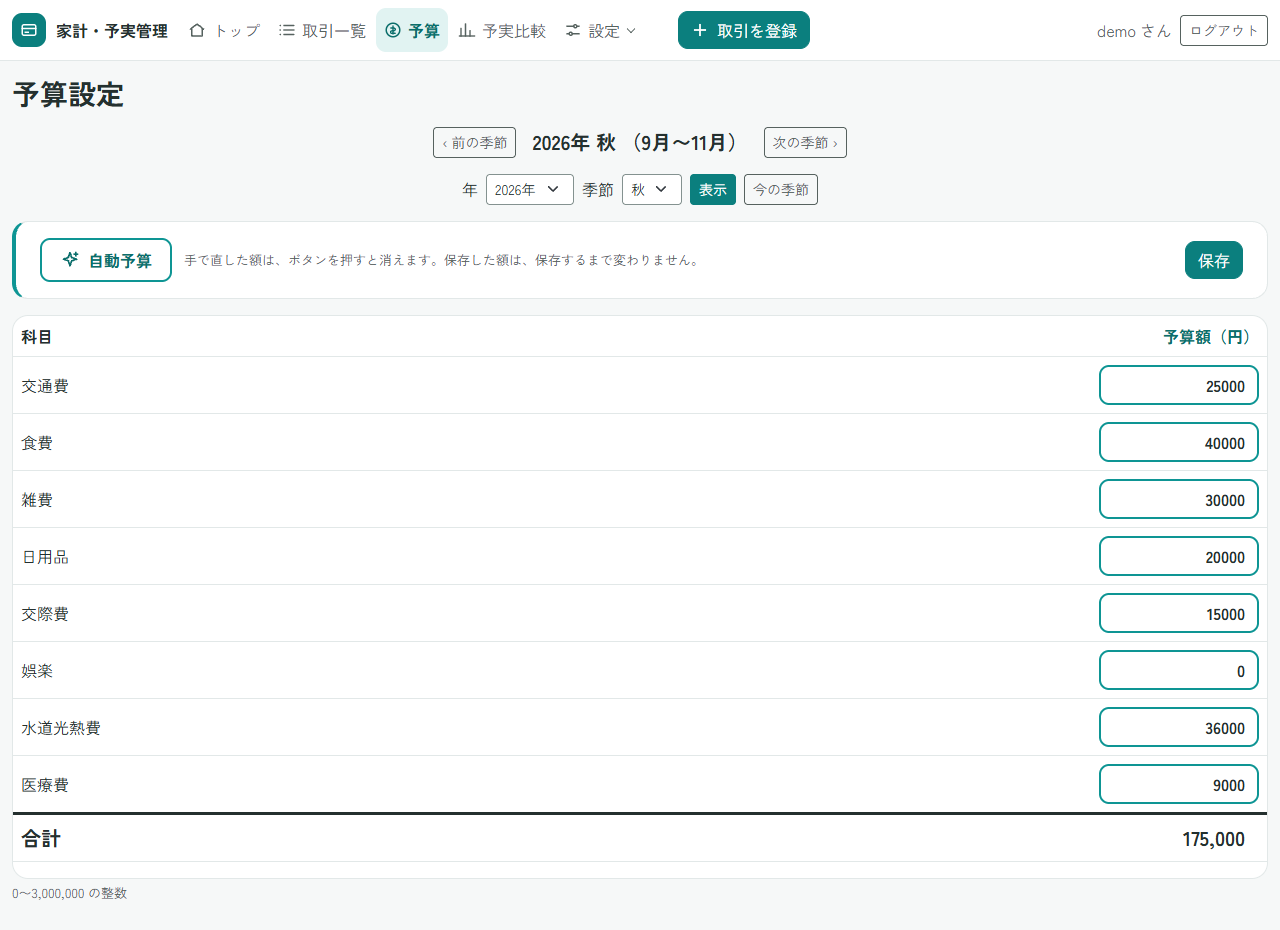 家計・予実管理 トップ 取引一覧 予算 予実比較 設定 取引を登録 demo さん ログアウト
予算設定
‹ 前の季節 2026年 秋 （9月〜11月） 次の季節 ›
年 2026年 季節 秋 表示 今の季節
自動予算 手で直した額は、ボタンを押すと消えます。保存した額は、保存するまで変わりません。 保存
科目 予算額（円）
交通費 25000
食費 40000
雑費 30000
日用品 20000
交際費 15000
娯楽 0
水道光熱費 36000
医療費 9000
合計 175,000
0〜3,000,000 の整数